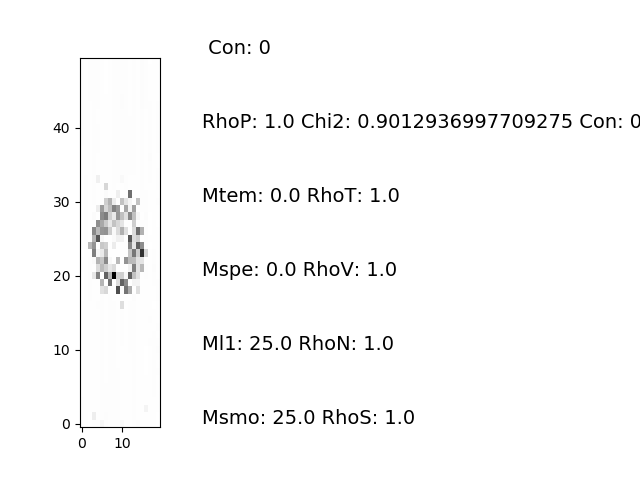 Con: 0
RhoP: 1.0 Chi2: 0.9012936997709275 Con: 0
Mtem: 0.0 RhoT: 1.0
Mspe: 0.0 RhoV: 1.0
Ml1: 25.0 RhoN: 1.0
Msmo: 25.0 RhoS: 1.0
40
30
20
10
0
0 10